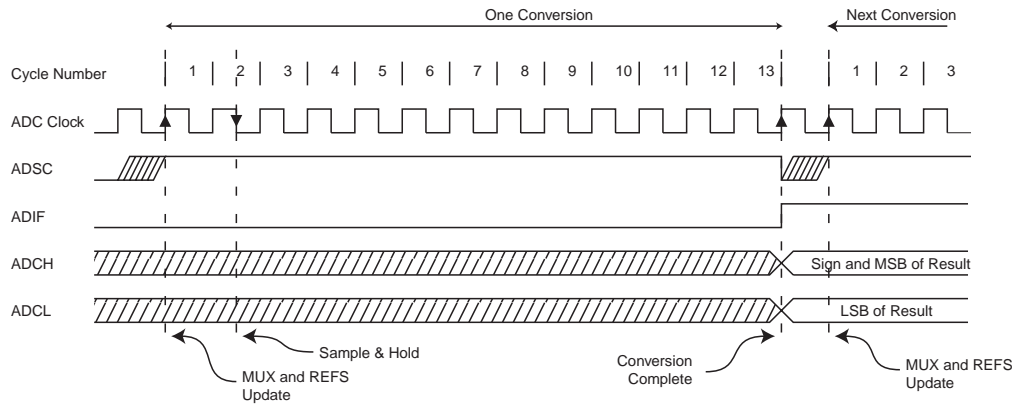 One Conversion
Next Conversion
Cycle Number
1 2 3 4 5 6 7 8 9 10 11 12 13 1 2 3
ADC Clock
ADSC
ADIF
ADCH
Sign and MSB of Result
ADCL
LSB of Result
Sample & Hold
MUX and REFS
Update
Conversion
Complete
MUX and REFS
Update